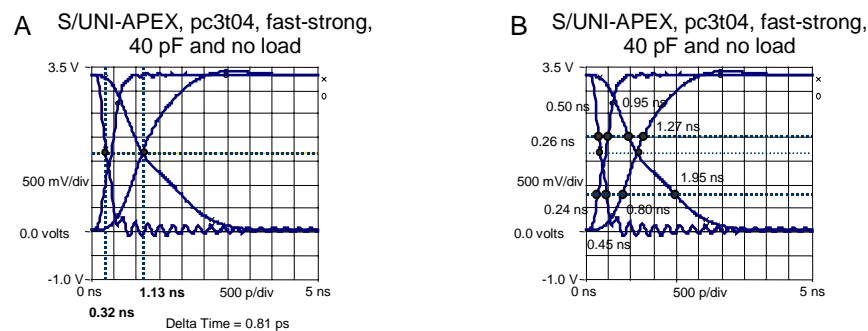 A
S/UNI-APEX, pc3t04, fast-strong,
40 pF and no load
3.5 V
x
o
500 mV/div
0.0 volts
-1.0 V
0 ns
1.13 ns
500 p/div
5 ns
0.32 ns
Delta Time = 0.81 ps
B
S/UNI-APEX, pc3t04, fast-strong,
40 pF and no load
3.5 V
x
o
0.50 ns
0.95 ns
1.27 ns
0.26 ns
1.95 ns
500 mV/div
0.24 ns
0.80 ns
0.0 volts
0.45 ns
-1.0 V
0 ns
500 p/div
5 ns